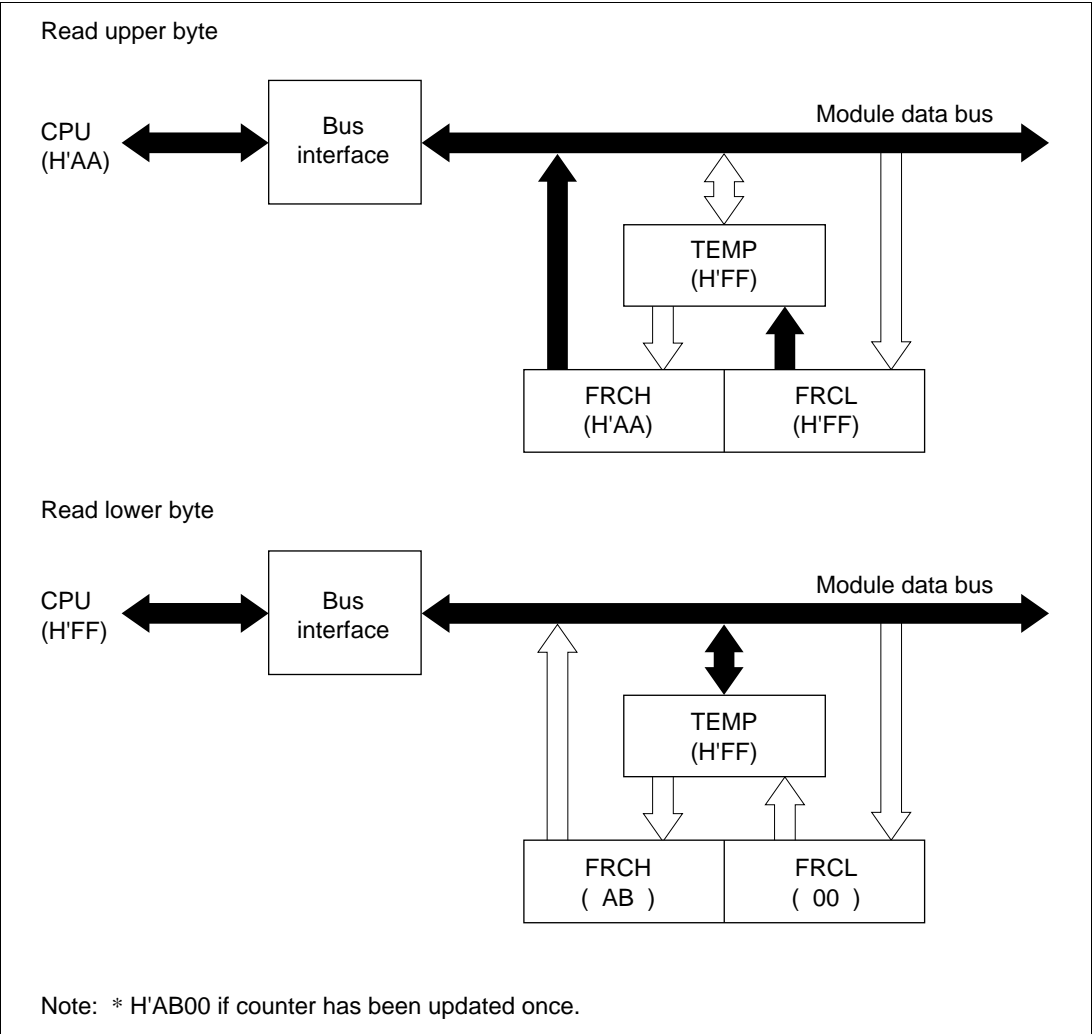 Read upper byte
CPU
(H'AA)
Bus
interface
Module data bus
TEMP
(H'FF)
FRCH
(H'AA)
FRCL
(H'FF)
Read lower byte
CPU
(H'FF)
Bus
interface
Module data bus
TEMP
(H'FF)
FRCH
( AB )
FRCL
( 00 )
Note: * H'AB00 if counter has been updated once.